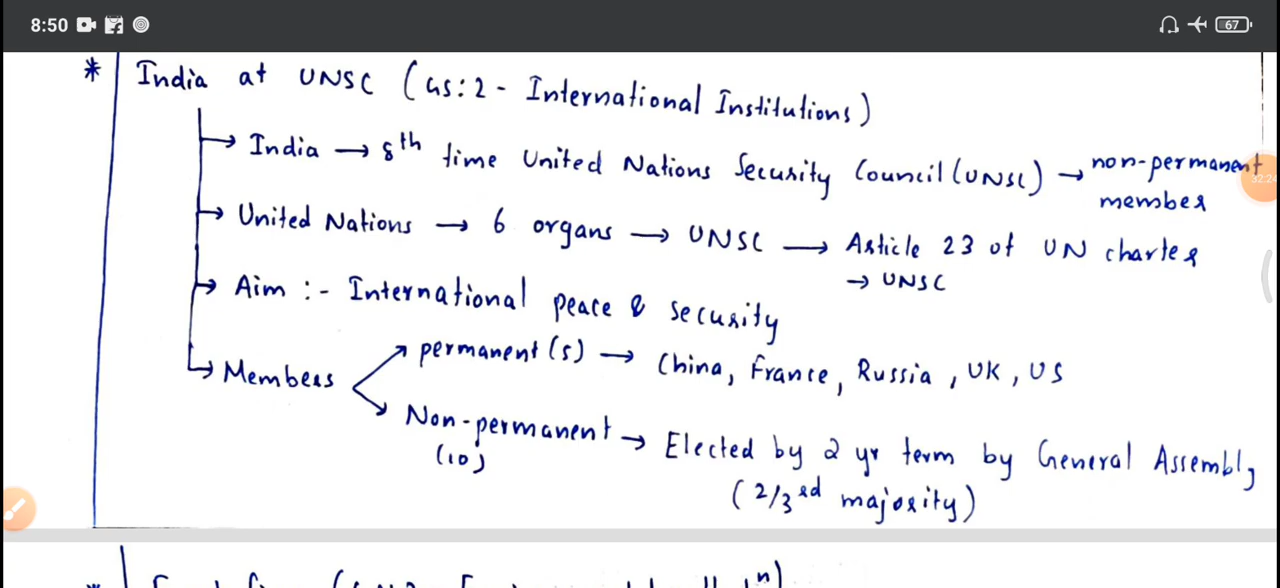 8:50
67
* India at UNSC (GS:2 - International Institutions)
→ India → 8th time United Nations Security Council (UNSC) → non-permanent
member
32:24
→ United Nations → 6 organs → UNSC → Article 23 of UN charter
→ UNSC
→ Aim :- International peace & security
→ Members
permanent(5) → China, France, Russia, UK, US
Non-permanent → Elected by 2 yr term by General Assembly
(10)
(2/3rd majority)